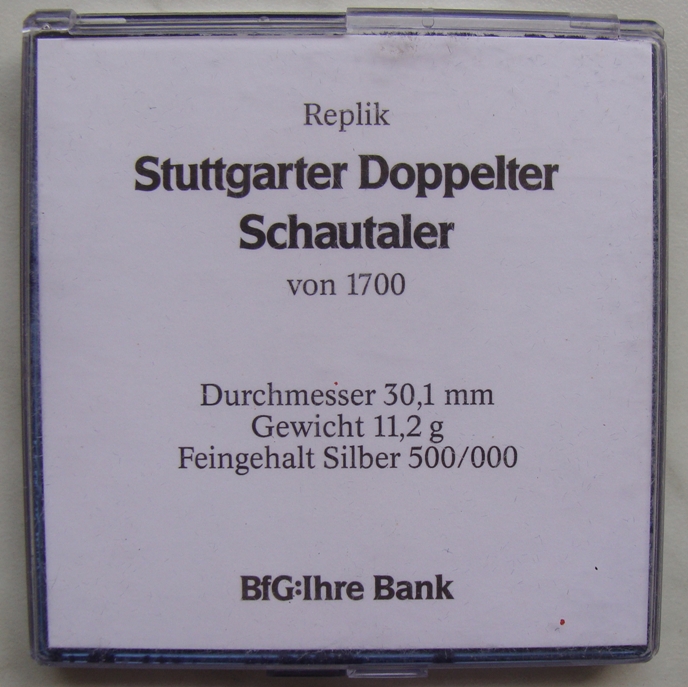 Replik
Stuttgarter Doppelter
Schautaler
von 1700
Durchmesser 30,1 mm
Gewicht 11,2 g
Feingehalt Silber 500/000
BfG:Ihre Bank